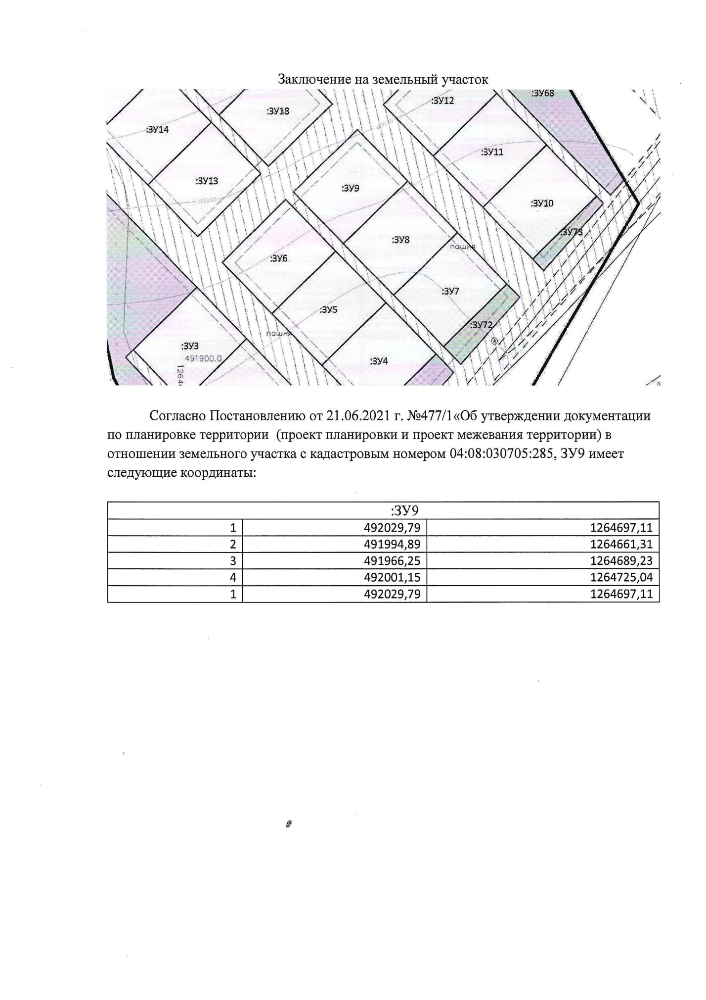 Заключение на земельный участок
:ЗУ68
:ЗУ12
:ЗУ18
:ЗУ14
:ЗУ11
:ЗУ13
:ЗУ9
1150.60
:ЗУ10
:ЗУ73
:ЗУ8
пашня
:ЗУ6
:ЗУ7
:ЗУ5
:ЗУ72
пашня
:ЗУ3
491900.0
:ЗУ4
1264
Согласно Постановлению от 21.06.2021 г. №477/1«Об утверждении документации
по планировке территории (проект планировки и проект межевания территории) в
отношении земельного участка с кадастровым номером 04:08:030705:285, ЗУ9 имеет
следующие координаты:
:ЗУ9
1 492029,79 1264697,11
2 491994,89 1264661,31
3 491966,25 1264689,23
4 492001,15 1264725,04
1 492029,79 1264697,11